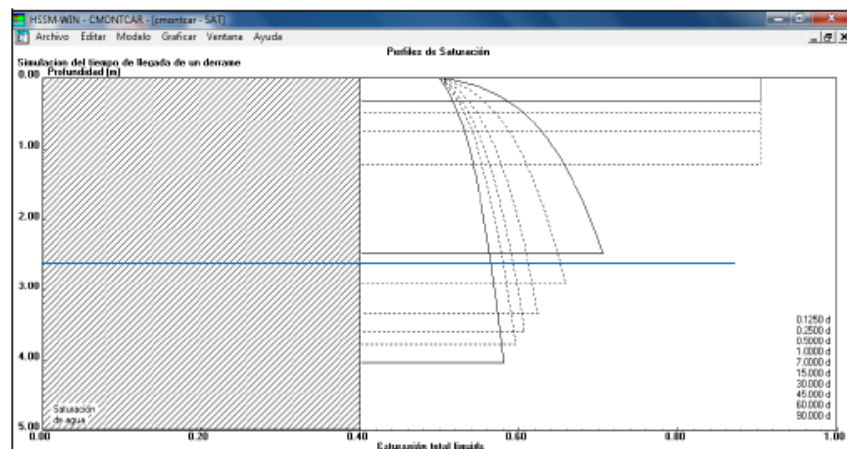 HSSM-WIN - CMONTCAR - (cmontcar - SAT)
Archivo Editar Modelo Graficar Ventana Ayuda
Perfiles de Saturación
Simulacion del tiempo de llegada de un derrame
Profundidad (m)
0.00
1.00
2.00
3.00
4.00
5.00
0.1250 d
0.2500 d
0.5000 d
1.0000 d
7.0000 d
15.000 d
30.000 d
45.000 d
60.000 d
90.000 d
Saturación
de agua
0.00 0.20 0.40 0.60 0.80 1.00
Saturación total líquida